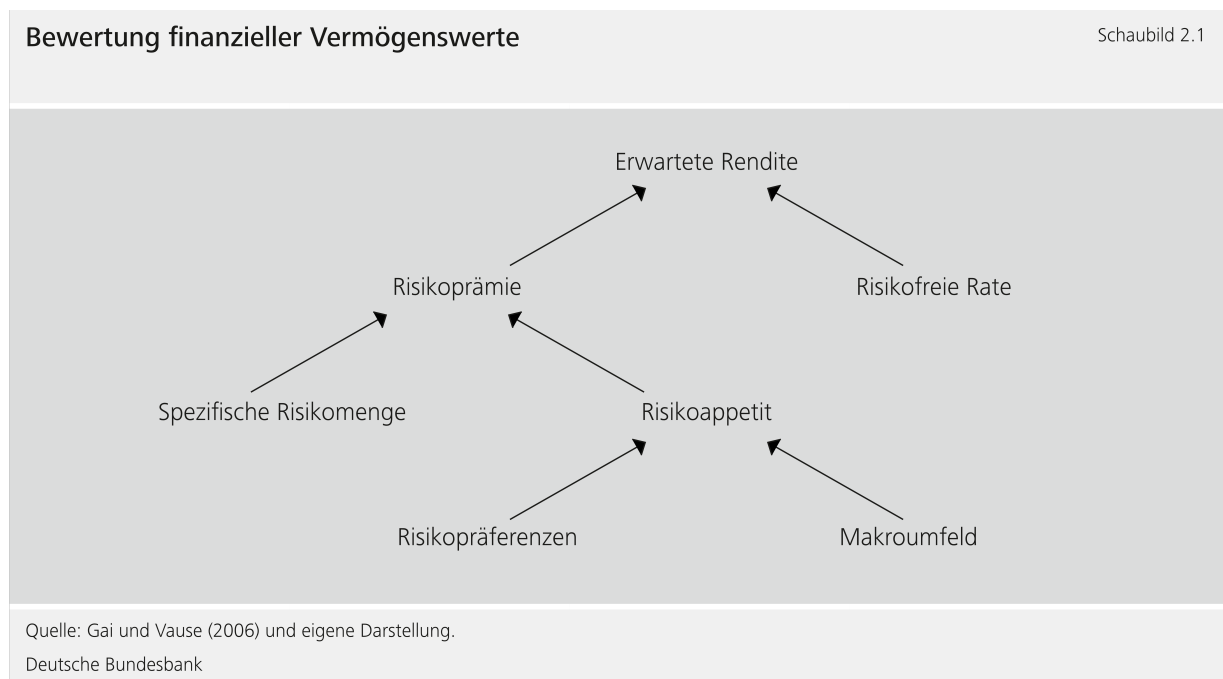 Bewertung finanzieller Vermögenswerte
Schaubild 2.1
Erwartete Rendite
Risikoprämie
Risikofreie Rate
Spezifische Risikomenge
Risikoappetit
Risikopräferenzen
Makroumfeld
Quelle: Gai und Vause (2006) und eigene Darstellung.
Deutsche Bundesbank